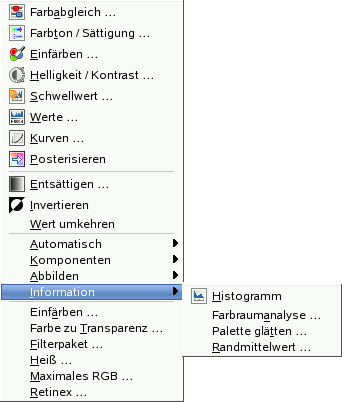 Farbabgleich ...
Farbton / Sättigung ...
Einfärben ...
Helligkeit / Kontrast ...
Schwellwert ...
Werte ...
Kurven ...
Posterisieren
Entsättigen ...
Invertieren
Wert umkehren
Automatisch
Komponenten
Abbilden
Information
Histogramm
Farbraumanalyse ...
Palette glätten ...
Randmittelwert ...
Einfärben ...
Farbe zu Transparenz ...
Filterpaket ...
Heiß ...
Maximales RGB ...
Retinex ...